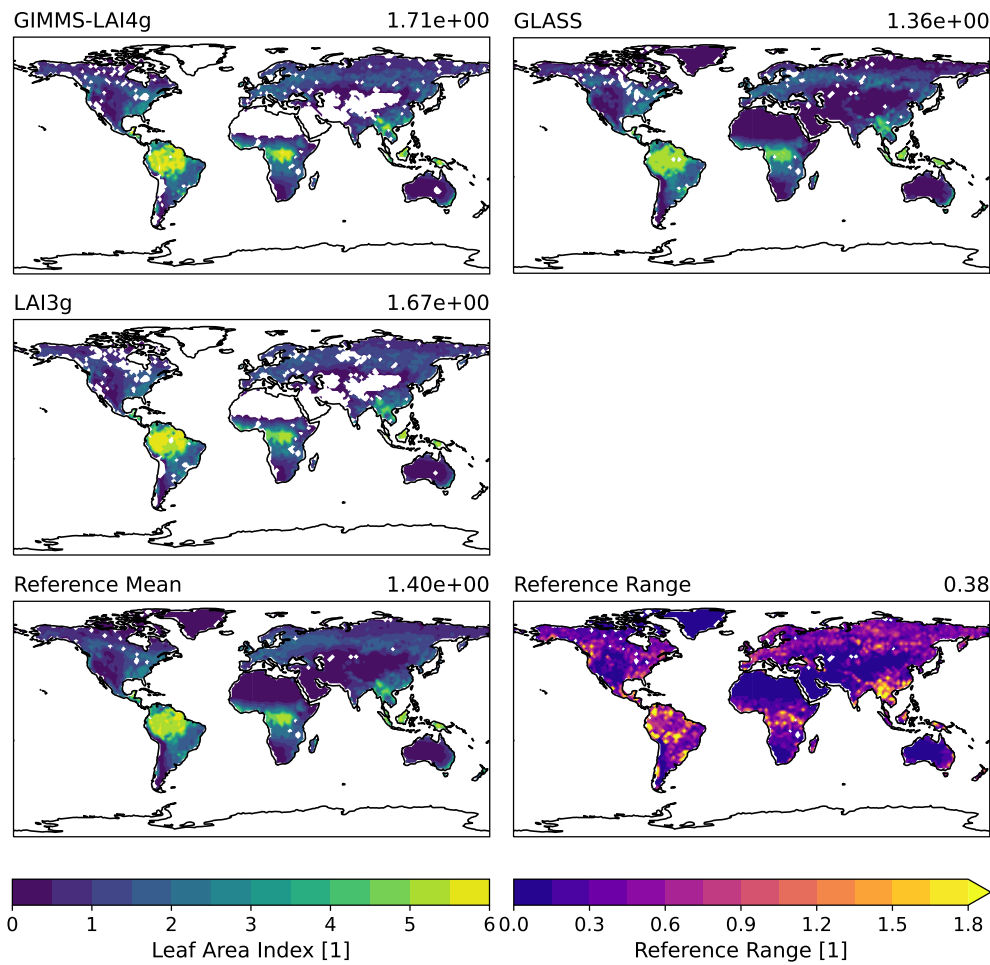 GIMMS-LAI4g 1.71e+00
GLASS 1.36e+00
LAI3g 1.67e+00
Reference Mean 1.40e+00
Reference Range 0.38
0 1 2 3 4 5 6
Leaf Area Index [1]
0.0 0.3 0.6 0.9 1.2 1.5 1.8
Reference Range [1]